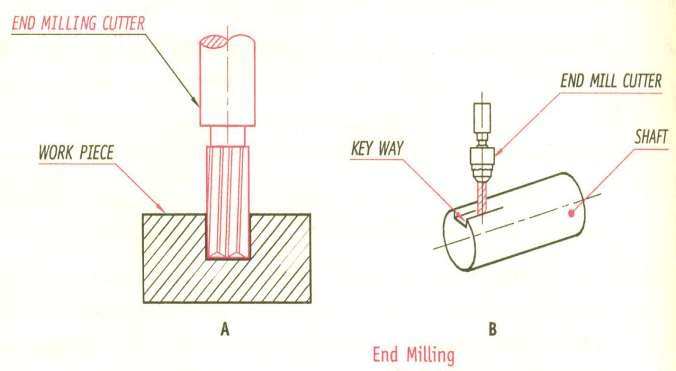 END MILLING CUTTER
WORK PIECE
A
END MILL CUTTER
KEY WAY
SHAFT
B
End Milling